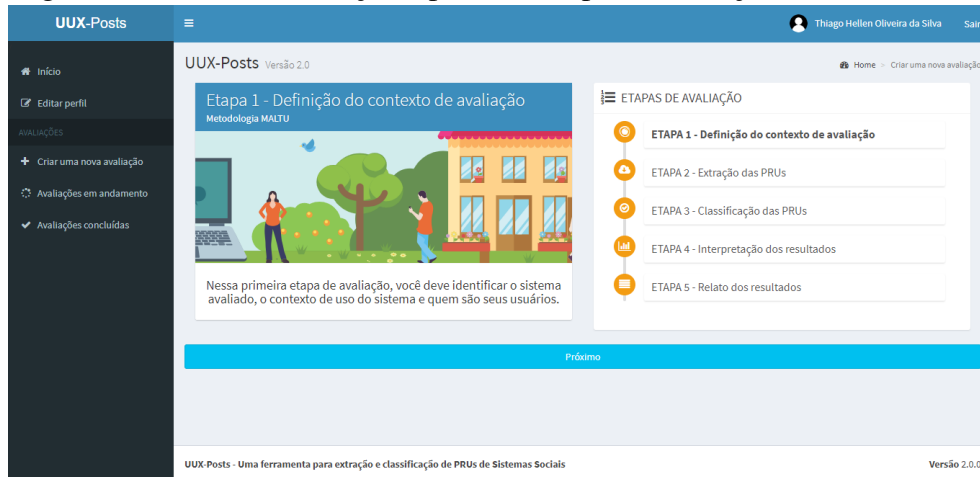 UUX-Posts
Thiago Hellen Oliveira da Silva
Sair
Início
Editar perfil
AVALIAÇÕES
Criar uma nova avaliação
Avaliações em andamento
Avaliações concluídas
UUX-Posts Versão 2.0
Home > Criar uma nova avaliação
Etapa 1 - Definição do contexto de avaliação
Metodologia MALTU
Nessa primeira etapa de avaliação, você deve identificar o sistema
avaliado, o contexto de uso do sistema e quem são seus usuários.
ETAPAS DE AVALIAÇÃO
ETAPA 1 - Definição do contexto de avaliação
ETAPA 2 - Extração das PRUs
ETAPA 3 - Classificação das PRUs
ETAPA 4 - Interpretação dos resultados
ETAPA 5 - Relato dos resultados
Próximo
UUX-Posts - Uma ferramenta para extração e classificação de PRUs de Sistemas Sociais
Versão 2.0.0